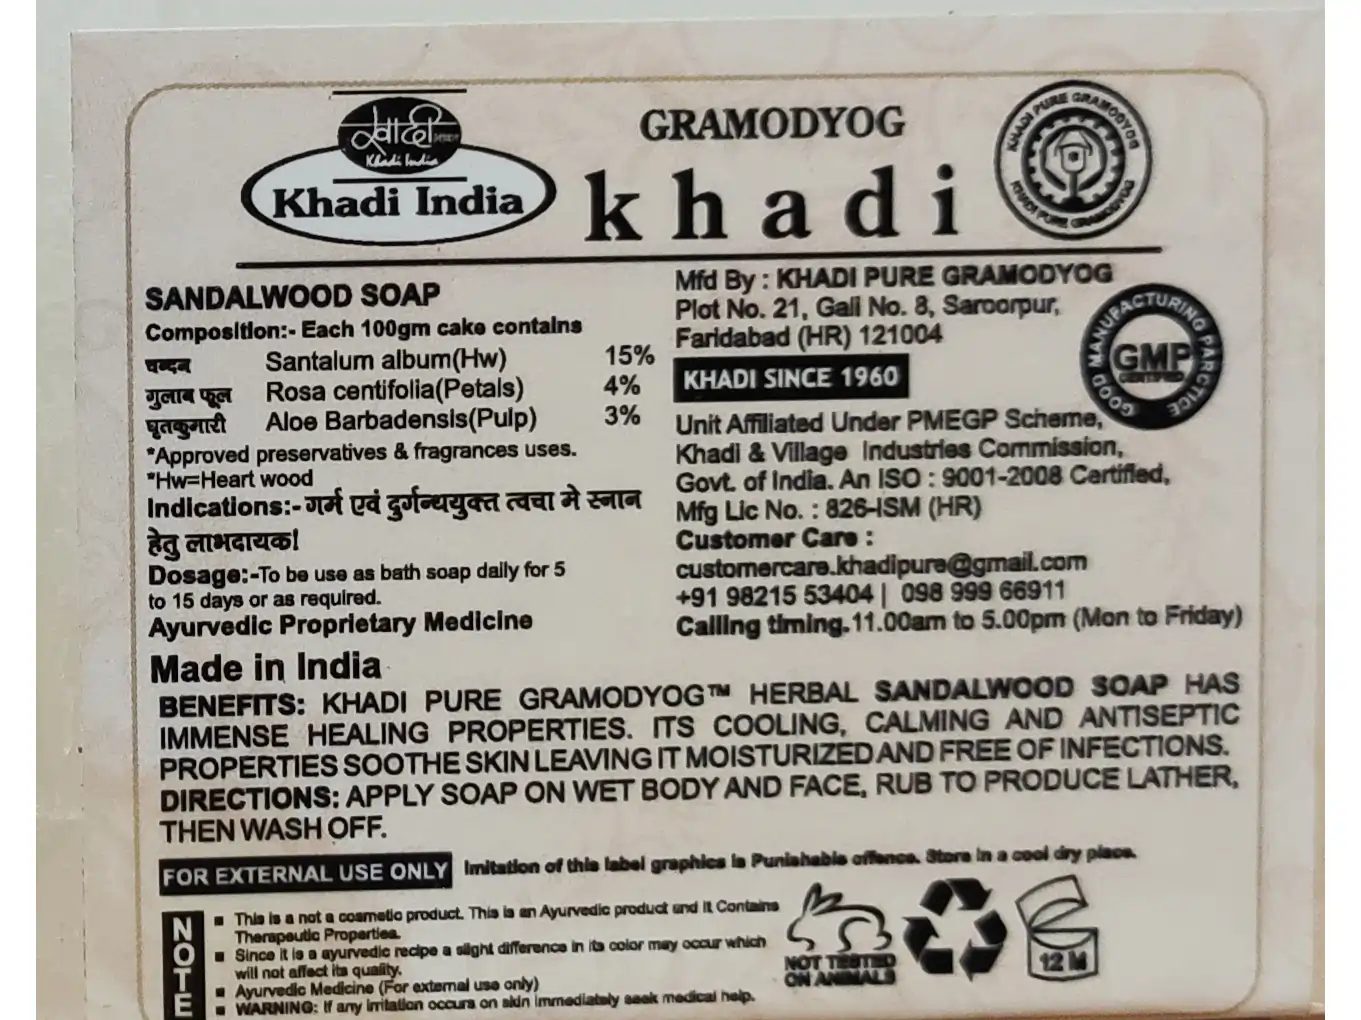 खादी
Khadi India
Khadi India
GRAMODYOG
khadi
KHADI PURE GRAMODYOG
KHADI PURE GRAMODYOG
SANDALWOOD SOAP
Composition:- Each 100gm cake contains
चन्दन Santalum album(Hw) 15%
गुलाब फूल Rosa centifolia(Petals) 4%
घृतकुमारी Aloe Barbadensis(Pulp) 3%
*Approved preservatives & fragrances uses.
*Hw=Heart wood
Indications:-गर्म एवं दुर्गन्धयुक्त त्वचा मे स्नान
हेतु लाभदायक!
Dosage:-To be use as bath soap daily for 5
to 15 days or as required.
Ayurvedic Proprietary Medicine
Made in India
Mfd By : KHADI PURE GRAMODYOG
Plot No. 21, Gali No. 8, Saroorpur,
Faridabad (HR) 121004
KHADI SINCE 1960
GOOD MANUFACTURING PARCTICE
GMP
CERTIFIED
Unit Affiliated Under PMEGP Scheme,
Khadi & Village Industries Commission,
Govt. of India. An ISO : 9001-2008 Certified,
Mfg Lic No. : 826-ISM (HR)
Customer Care :
customercare.khadipure@gmail.com
+91 98215 53404 | 098 999 66911
Calling timing.11.00am to 5.00pm (Mon to Friday)
BENEFITS: KHADI PURE GRAMODYOG™ HERBAL SANDALWOOD SOAP HAS
IMMENSE HEALING PROPERTIES. ITS COOLING, CALMING AND ANTISEPTIC
PROPERTIES SOOTHE SKIN LEAVING IT MOISTURIZED AND FREE OF INFECTIONS.
DIRECTIONS: APPLY SOAP ON WET BODY AND FACE, RUB TO PRODUCE LATHER,
THEN WASH OFF.
FOR EXTERNAL USE ONLY Imitation of this label graphics is Punishable offence. Store in a cool dry place.
NOTE
This is a not a cosmetic product. This is an Ayurvedic product and it Contains
Therapeutic Properties.
Since it is a ayurvedic recipe a slight difference in its color may occur which
will not affect its quality.
Ayurvedic Medicine (For external use only)
WARNING: If any irritation occurs on skin immediately seek medical help.
NOT TESTED
ON ANIMALS
12 M